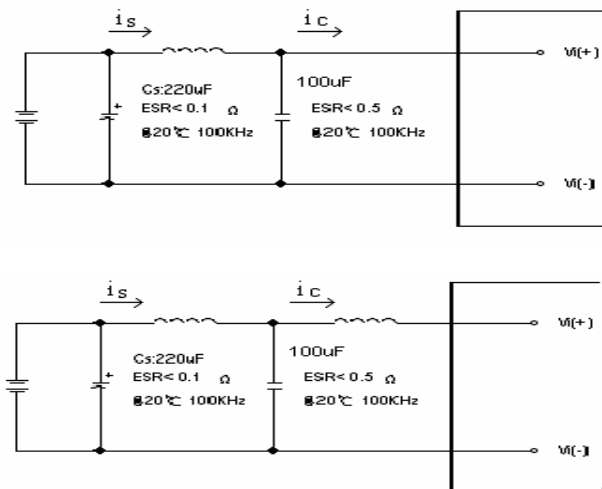 is ic
Vi(+)
Cs:220uF 100uF
ESR<0.1 Ω ESR<0.5 Ω
@20℃ 100KHz @20℃ 100KHz
Vi(-)
is ic
Vi(+)
Cs:220uF 100uF
ESR<0.1 Ω ESR<0.5 Ω
@20℃ 100KHz @20℃ 100KHz
Vi(-)